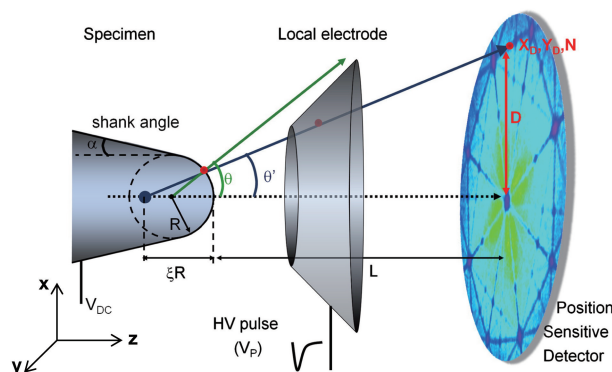 Specimen
Local electrode
X_D,Y_D,N
D
shank angle
α
θ
θ'
R
ξR
L
V_DC
x
z
y
HV pulse
(V_P)
Position
Sensitive
Detector